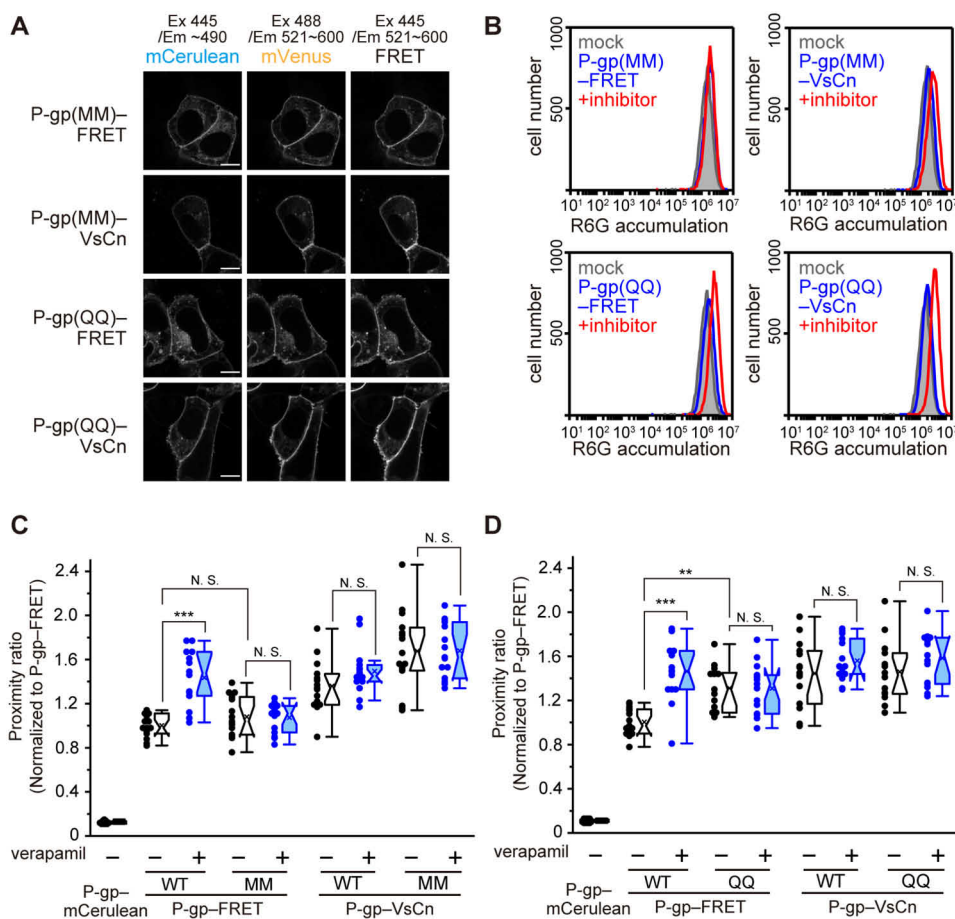 A
Ex 445 /Em ~490 mCerulean
Ex 488 /Em 521~600 mVenus
Ex 445 /Em 521~600 FRET
P-gp(MM)–FRET
P-gp(MM)–VsCn
P-gp(QQ)–FRET
P-gp(QQ)–VsCn
B
1000
500
cell number
mock
P-gp(MM)
–FRET
+inhibitor
10¹ 10² 10³ 10⁴ 10⁵ 10⁶ 10⁷
R6G accumulation
1000
500
cell number
mock
P-gp(MM)
–VsCn
+inhibitor
10¹ 10² 10³ 10⁴ 10⁵ 10⁶ 10⁷
R6G accumulation
1000
500
cell number
mock
P-gp(QQ)
–FRET
+inhibitor
10¹ 10² 10³ 10⁴ 10⁵ 10⁶ 10⁷
R6G accumulation
1000
500
cell number
mock
P-gp(QQ)
–VsCn
+inhibitor
10¹ 10² 10³ 10⁴ 10⁵ 10⁶ 10⁷
R6G accumulation
C
Proximity ratio
(Normalized to P-gp–FRET)
2.4
2.0
1.6
1.2
0.8
0.4
0
N. S.
***
N. S.
N. S.
N. S.
verapamil – – + – + – + – +
WT MM WT MM
P-gp–mCerulean P-gp–FRET P-gp–VsCn
D
Proximity ratio
(Normalized to P-gp–FRET)
2.4
2.0
1.6
1.2
0.8
0.4
0
**
***
N. S.
N. S.
N. S.
verapamil – – + – + – + – +
WT QQ WT QQ
P-gp–mCerulean P-gp–FRET P-gp–VsCn